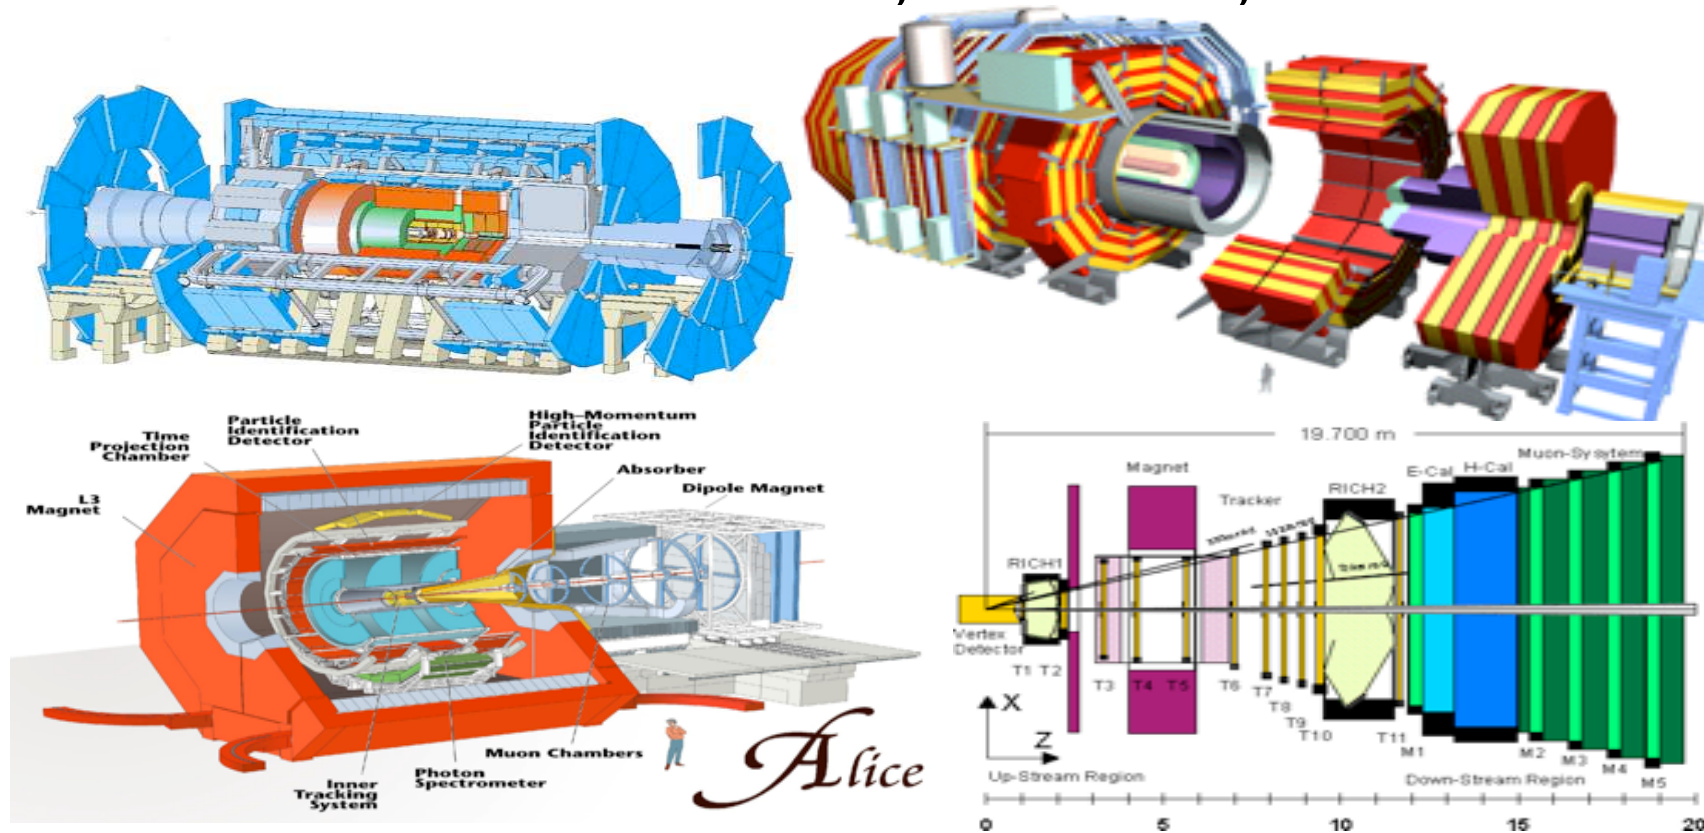 Particle
Identification
Detector
High-Momentum
Particle
Identification
Detector
Time
Projection
Chamber
Absorber
Dipole Magnet
L3
Magnet
Muon Chambers
Photon
Spectrometer
Inner
Tracking
System
Alice
19.700 m
Muon-Sysytem
E-Cal H-Cal
Magnet
RICH2
Tracker
RICH1
Vertex
Detector
T1 T2
T3 T4 T5 T6 T7
T8
T9
T10
T11
M1
M2
M3
M4
M5
X
Z
Up-Stream Region
Down-Stream Region
0 5 10 15 20